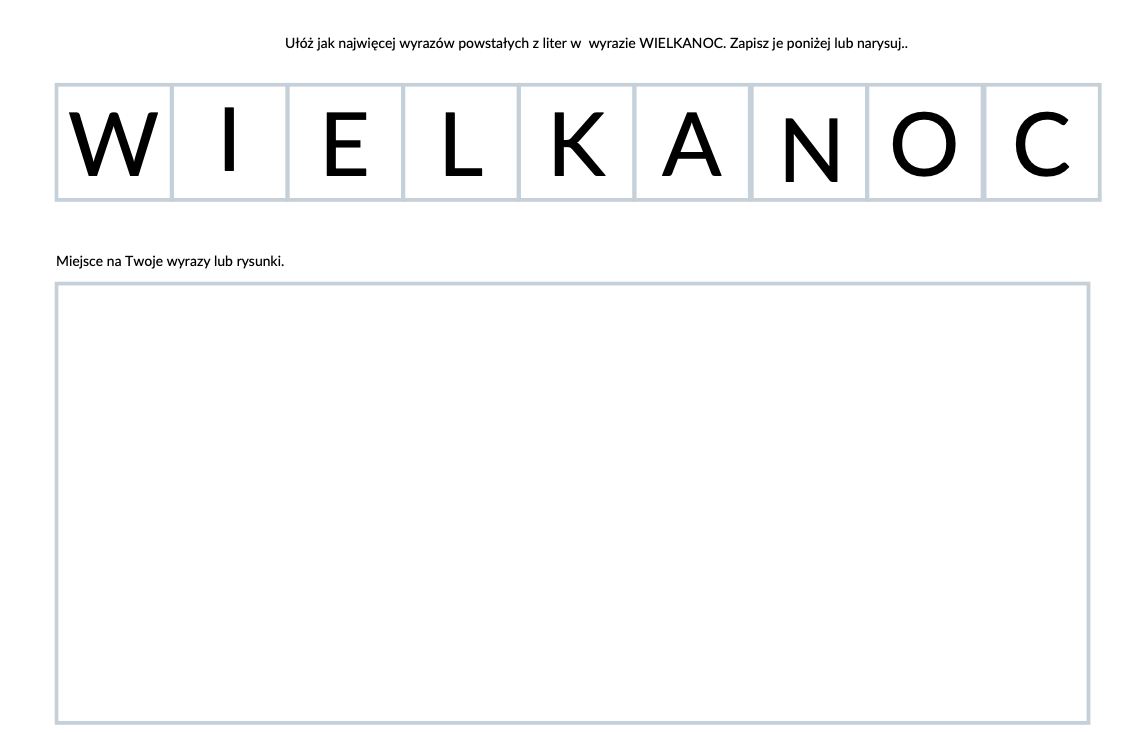 Ułóż jak najwięcej wyrazów powstałych z liter w  wyrazie WIELKANOC. Zapisz je poniżej lub narysuj..
W I E L K A N O C
Miejsce na Twoje wyrazy lub rysunki.